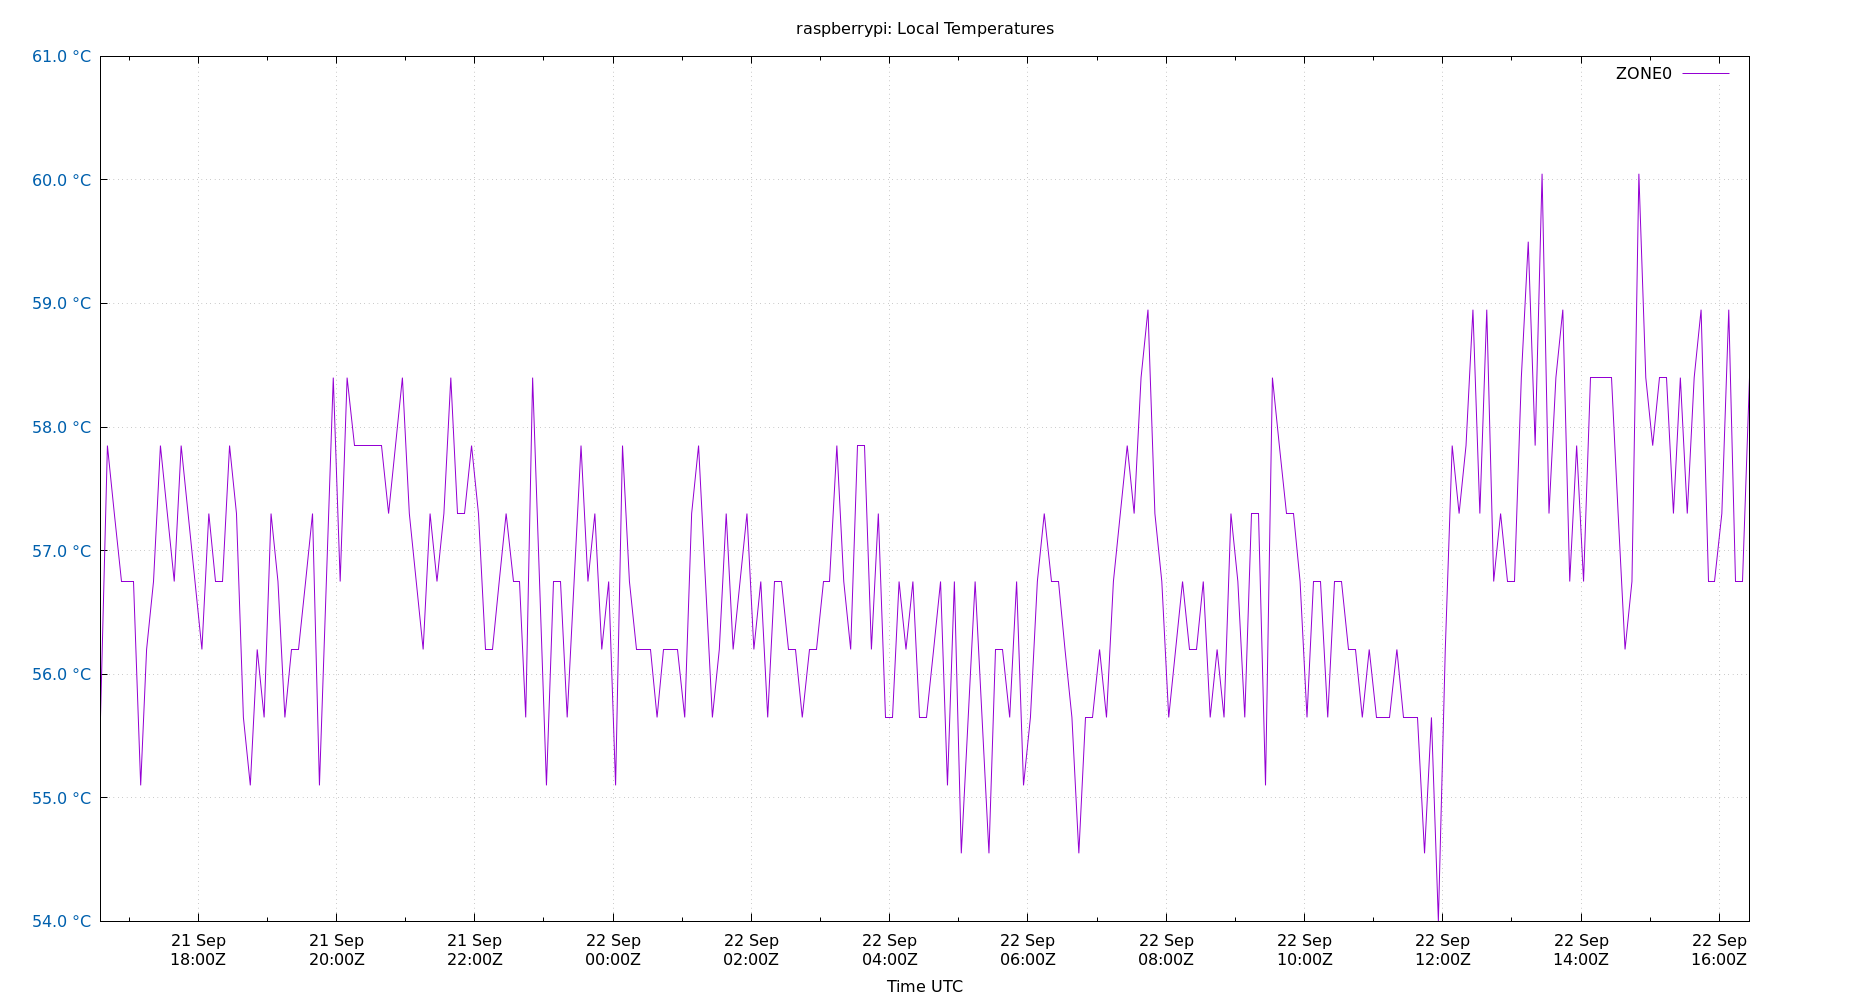 raspberrypi: Local Temperatures
ZONE0
61.0 °C
60.0 °C
59.0 °C
58.0 °C
57.0 °C
56.0 °C
55.0 °C
54.0 °C
21 Sep 21 Sep 21 Sep 22 Sep 22 Sep 22 Sep 22 Sep 22 Sep 22 Sep 22 Sep 22 Sep 22 Sep
18:00Z 20:00Z 22:00Z 00:00Z 02:00Z 04:00Z 06:00Z 08:00Z 10:00Z 12:00Z 14:00Z 16:00Z
Time UTC